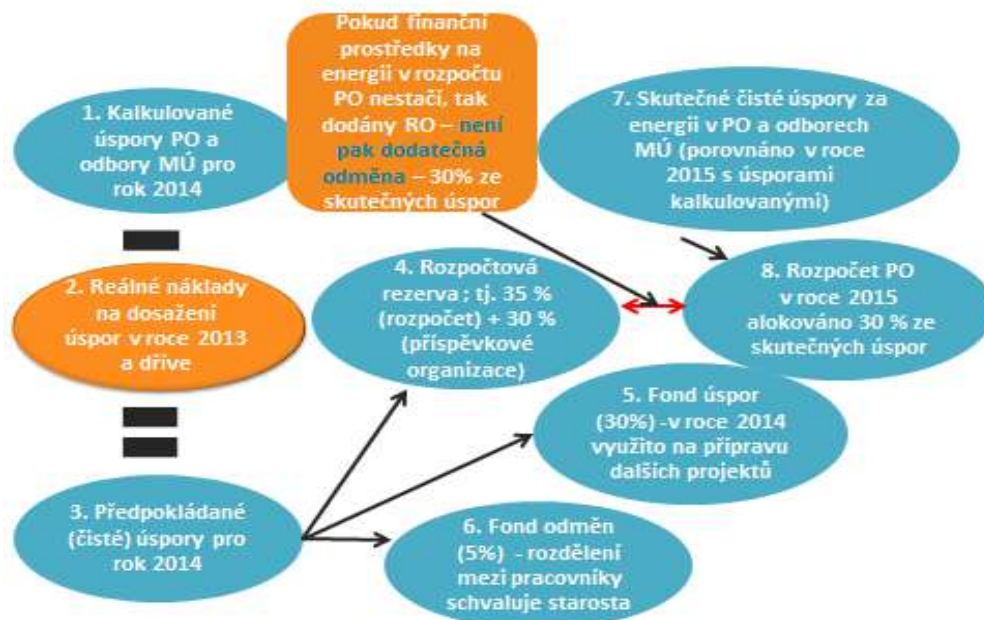 Pokud finanční
prostředky na
energii v rozpočtu
PO nestačí, tak
dodány RO – není
pak dodatečná
odměna – 30% ze
skutečných úspor
1. Kalkulované
úspory PO a
odbory MÚ pro
rok 2014
7. Skutečné čisté úspory za
energii v PO a odborech
MÚ (porovnáno v roce
2015 s úsporami
kalkulovanými)
2. Reálné náklady
na dosažení
úspor v roce 2013
a dříve
4. Rozpočtová
rezerva ; tj. 35 %
(rozpočet) + 30 %
(příspěvkové
organizace)
8. Rozpočet PO
v roce 2015
alokováno 30 % ze
skutečných úspor
5. Fond úspor
(30%) -v roce 2014
využito na přípravu
dalších projektů
3. Předpokládané
(čisté) úspory pro
rok 2014
6. Fond odměn
(5%) - rozdělení
mezi pracovníky
schvaluje starosta